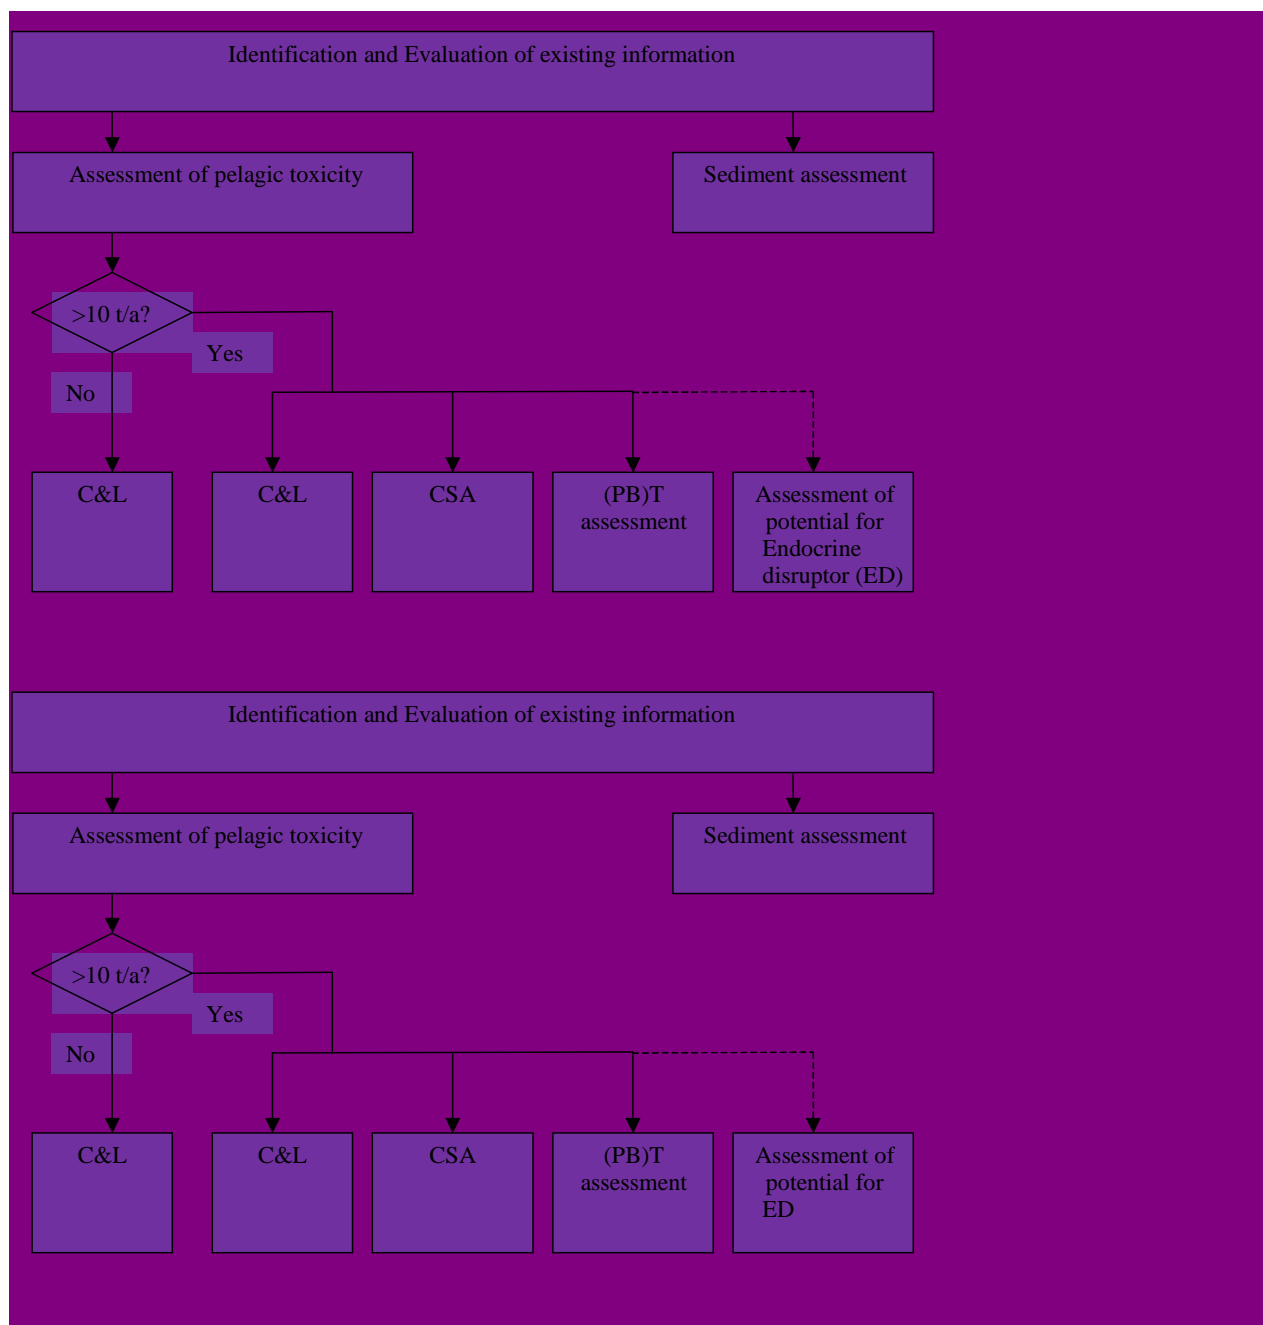 Identification and Evaluation of existing information
Assessment of pelagic toxicity
Sediment assessment
>10 t/a?
Yes
No
C&L
C&L
CSA
(PB)T
assessment
Assessment of
potential for
Endocrine
disruptor (ED)
Identification and Evaluation of existing information
Assessment of pelagic toxicity
Sediment assessment
>10 t/a?
Yes
No
C&L
C&L
CSA
(PB)T
assessment
Assessment of
potential for
ED